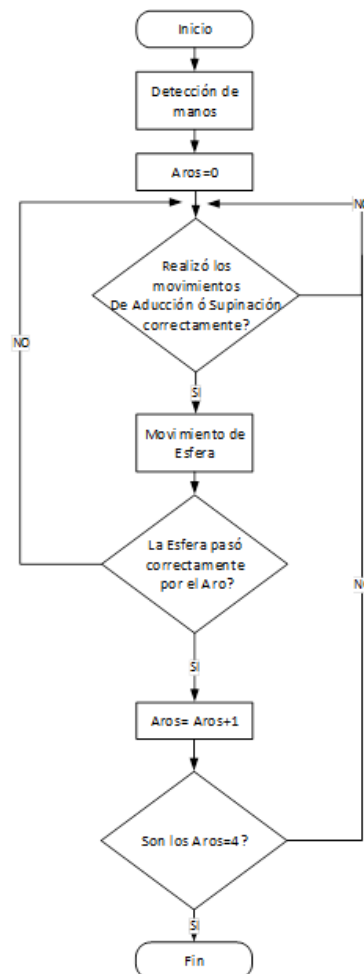 Inicio
Detección de
manos
Aros=0
NO
Realizó los
movimientos
De Aducción ó Supinación
correctamente?
NO
SI
Movimiento de
Esfera
La Esfera pasó
correctamente
por el Aro?
NO
SI
Aros= Aros+1
Son los Aros=4?
SI
Fin